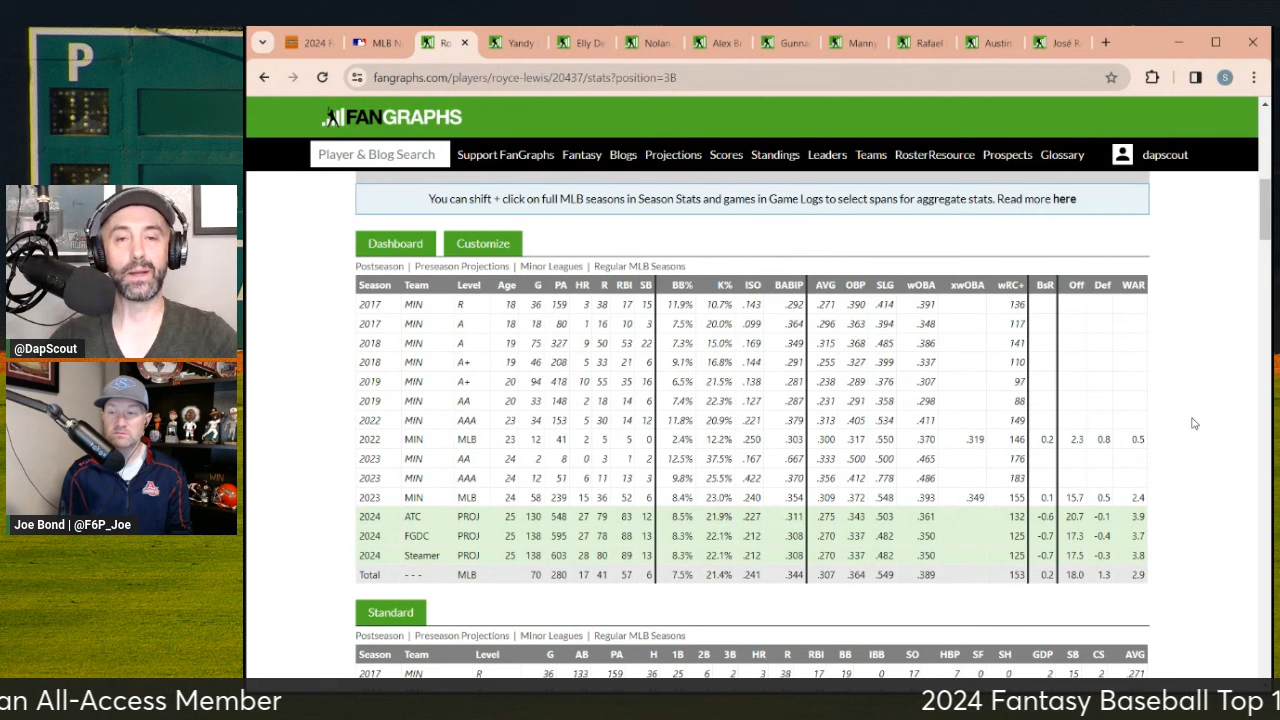 P
2024 F
MLB N
Ro
Yandy
Elly De
Nolan
Alex B
Gunna
Manny
Rafael
Austin
José R
fangraphs.com/players/royce-lewis/20437/stats?position=3B
S
FANGRAPHS
Player & Blog Search Support FanGraphs Fantasy Blogs Projections Scores Standings Leaders Teams RosterResource Prospects Glossary dapscout
You can shift + click on full MLB seasons in Season Stats and games in Game Logs to select spans for aggregate stats. Read more here
Dashboard Customize
Postseason | Preseason Projections | Minor Leagues | Regular MLB Seasons
Season Team Level Age G PA HR R RBI SB BB% K% ISO BABIP AVG OBP SLG wOBA xwOBA wRC+ BsR Off Def WAR
2017 MIN R 18 36 159 3 38 17 15 11.9% 10.7% .143 .292 .271 .390 .414 .391 136
2017 MIN A 18 18 80 1 16 10 3 7.5% 20.0% .099 .364 .296 .363 .394 .348 117
2018 MIN A 19 75 327 9 50 53 22 7.3% 15.0% .169 .349 .315 .368 .485 .386 141
2018 MIN A+ 19 46 208 5 33 21 6 9.1% 16.8% .144 .291 .255 .327 .399 .337 110
2019 MIN A+ 20 94 418 10 55 35 16 6.5% 21.5% .138 .281 .238 .289 .376 .307 97
2019 MIN AA 20 33 148 2 18 14 6 7.4% 22.3% .127 .287 .231 .291 .358 .298 88
2022 MIN AAA 23 34 153 5 30 14 12 11.8% 20.9% .221 .379 .313 .405 .534 .411 149
2022 MIN MLB 23 12 41 2 5 5 0 2.4% 12.2% .250 .303 .300 .317 .550 .370 .319 146 0.2 2.3 0.8 0.5
2023 MIN AA 24 2 8 0 3 1 2 12.5% 37.5% .167 .667 .333 .500 .500 .465 176
2023 MIN AAA 24 12 51 6 11 13 3 9.8% 25.5% .422 .370 .356 .412 .778 .486 183
2023 MIN MLB 24 58 239 15 36 52 6 8.4% 23.0% .240 .354 .309 .372 .548 .393 .349 155 0.1 15.7 0.5 2.4
2024 ATC PROJ 25 130 548 27 79 83 12 8.5% 21.9% .227 .311 .275 .343 .503 .361 132 -0.6 20.7 -0.1 3.9
2024 FGDC PROJ 25 138 595 27 78 88 13 8.3% 22.1% .212 .308 .270 .337 .482 .350 125 -0.7 17.3 -0.4 3.7
2024 Steamer PROJ 25 138 603 28 80 89 13 8.3% 22.1% .212 .308 .270 .337 .482 .350 125 -0.7 17.5 -0.3 3.8
Total - - - MLB 70 280 17 41 57 6 7.5% 21.4% .241 .344 .307 .364 .549 .389 153 0.2 18.0 1.3 2.9
Standard
Postseason | Preseason Projections | Minor Leagues | Regular MLB Seasons
Season Team Level G AB PA H 1B 2B 3B HR R RBI BB IBB SO HBP SF SH GDP SB CS AVG
2017 MIN R 36 133 159 36 25 6 2 3 38 17 19 0 17 7 0 0 2 15 2 .271
@DapScout
Joe Bond | @F6P_Joe
an All-Access Member
2024 Fantasy Baseball Top 1